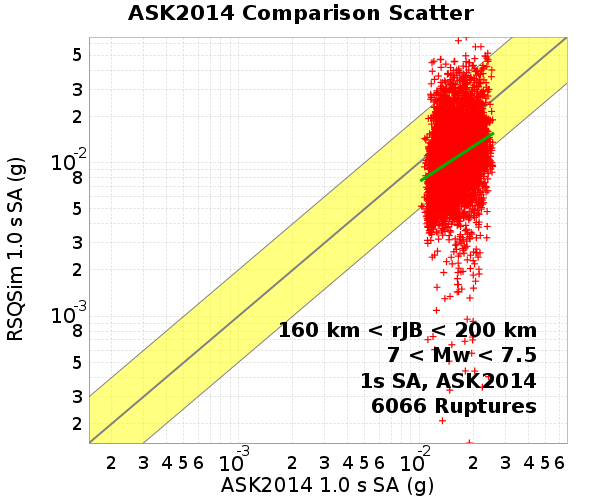 ASK2014 Comparison Scatter
RSQSim 1.0 s SA (g)
5
3
2
10-2
8
5
3
2
10-3
8
5
3
2
160 km < rJB < 200 km
7 < Mw < 7.5
1s SA, ASK2014
6066 Ruptures
2 3 4 5 6 10-3 2 3 4 5 6 10-2 2 3 4 5 6
ASK2014 1.0 s SA (g)